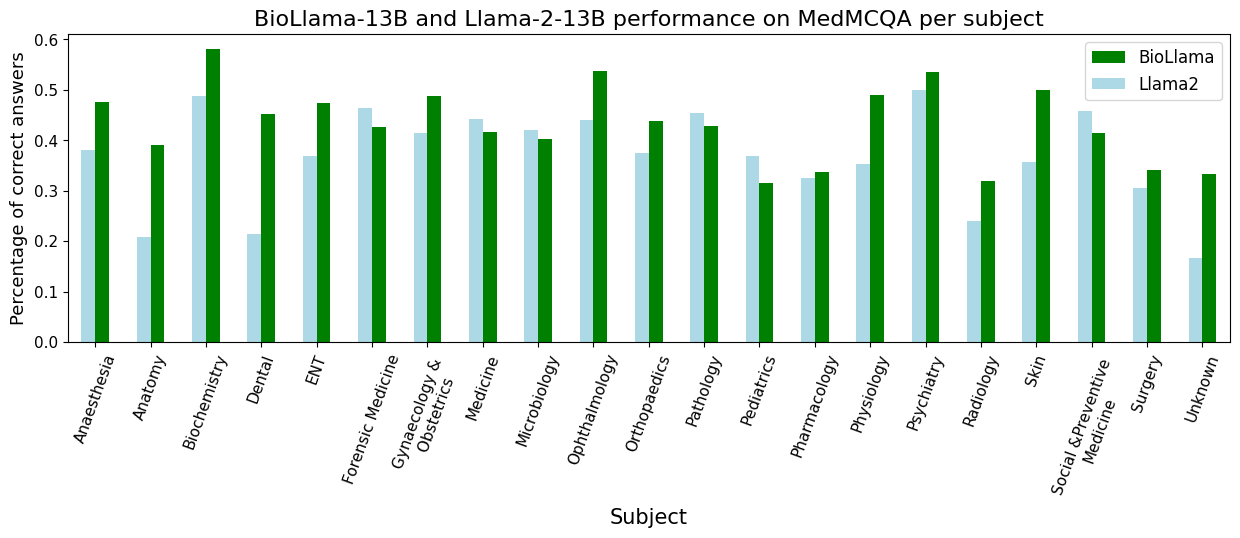 BioLlama-13B and Llama-2-13B performance on MedMCQA per subject
Percentage of correct answers
0.6
0.5
0.4
0.3
0.2
0.1
0.0
BioLlama
Llama2
Anaesthesia
Anatomy
Biochemistry
Dental
ENT
Forensic Medicine
Gynaecology &
Obstetrics
Medicine
Microbiology
Ophthalmology
Orthopaedics
Pathology
Pediatrics
Pharmacology
Physiology
Psychiatry
Radiology
Skin
Social &Preventive
Medicine
Surgery
Unknown
Subject